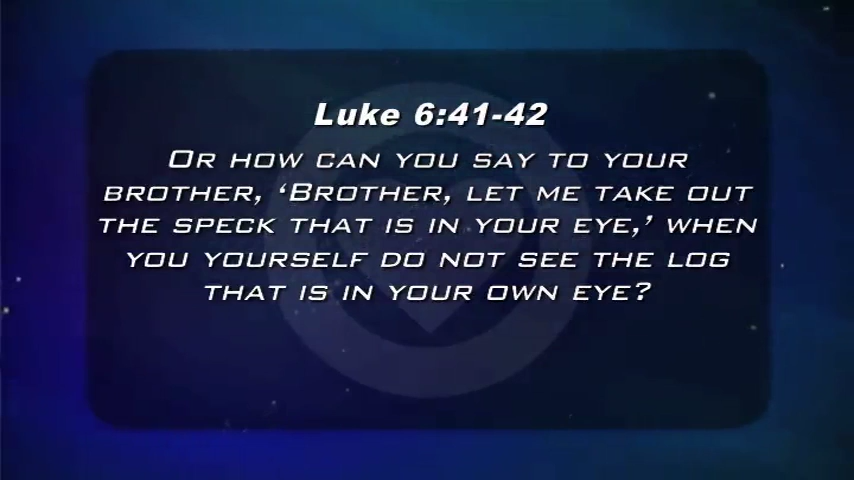 Luke 6:41-42
Or how can you say to your
brother, ‘Brother, let me take out
the speck that is in your eye,’ when
you yourself do not see the log
that is in your own eye?